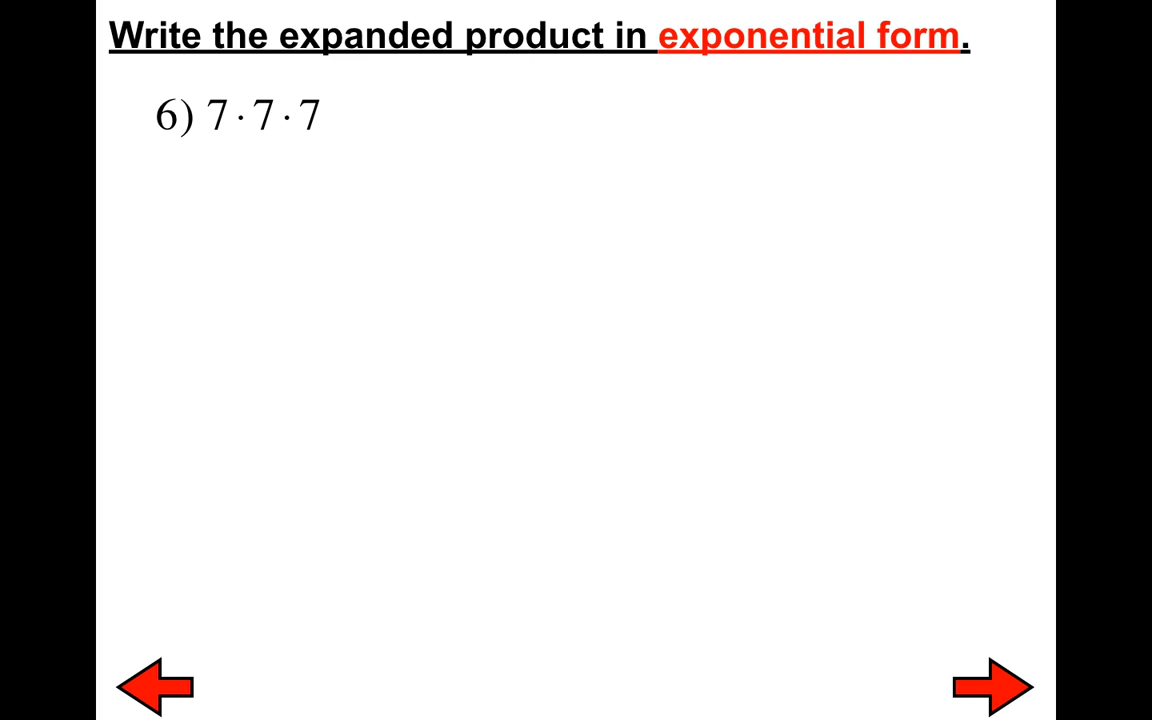 Write the expanded product in exponential form.
6) 7 · 7 · 7